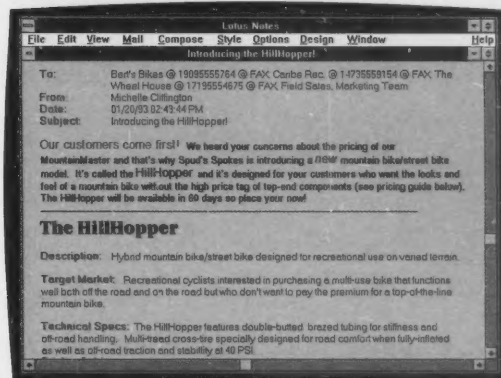 Lotus Notes
File Edit View Mail Compose Style Options Design Window Help
Introducing the HillHopper!
To: Bert's Bikes @ 19095555764 @ FAX, Caribe Rac. @ 14735559154 @ FAX, The
Wheel House @ 17195554675 @ FAX, Field Sales, Marketing Team
From: Michelle Clifington
Date: 01/20/93 02:43:44 PM
Subject: Introducing the HillHopper!
Our customers come first! We heard your concerns about the pricing of our
MountainMaster and that's why Spud's Spokes is introducing a new mountain bike/street bike
model. It's called the HillHopper and it's designed for your customers who want the looks and
feel of a mountain bike without the high price tag of top-end components (see pricing guide below).
The HillHopper will be available in 60 days so place your now!
The HillHopper
Description: Hybrid mountain bike/street bike designed for recreational use on varied terrain.
Target Market: Recreational cyclists interested in purchasing a multi-use bike that functions
well both off the road and on the road but who don't want to pay the premium for a top-of-the-line
mountain bike.
Technical Specs: The HillHopper features double-butted brazed tubing for stiffness and
off-road handling. Multi-tread cross-tire specially designed for road comfort when fully-inflated
as well as off-road traction and stability at 40 PSI.